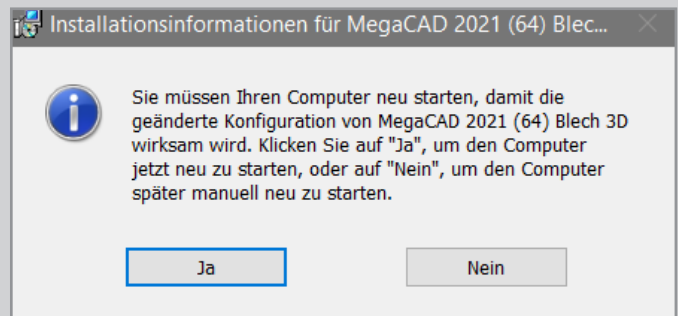 Installationsinformationen für MegaCAD 2021 (64) Blec...
Sie müssen Ihren Computer neu starten, damit die
geänderte Konfiguration von MegaCAD 2021 (64) Blech 3D
wirksam wird. Klicken Sie auf "Ja", um den Computer
jetzt neu zu starten, oder auf "Nein", um den Computer
später manuell neu zu starten.
Ja
Nein